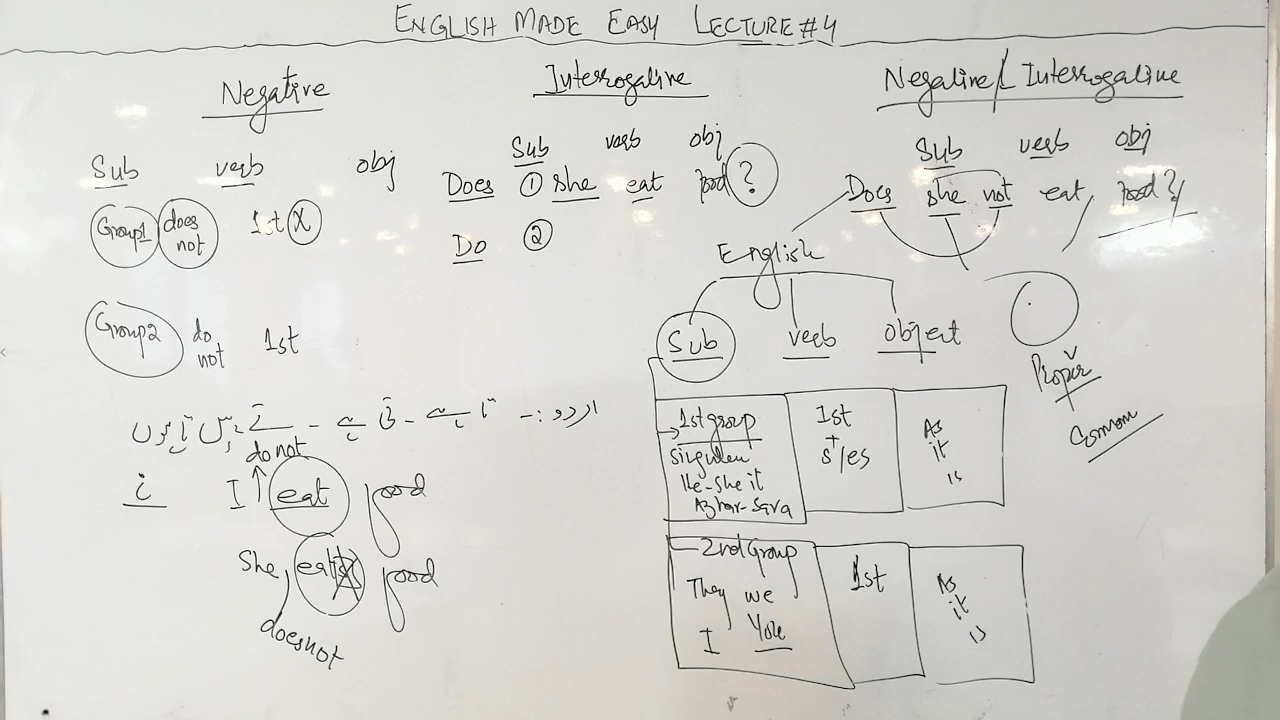 ENGLISH MADE EASY LECTURE #4
Negative
Sub verb obj
Group1 does not 1st x
Group2 do not 1st
اردو :-
do not
I eat food
She eats food
doesnot
Interrogative
Sub verb obj
Does ① she eat food ?
Do ②
Negative / Interrogative
Sub verb obj
Does she not eat food ?
English
Sub verb object
1st group
He-she it
Azhar-Sara
1st
+
s/es
As
it
is
2nd Group
They we
I You
1st
As
it
is
Proper
Common